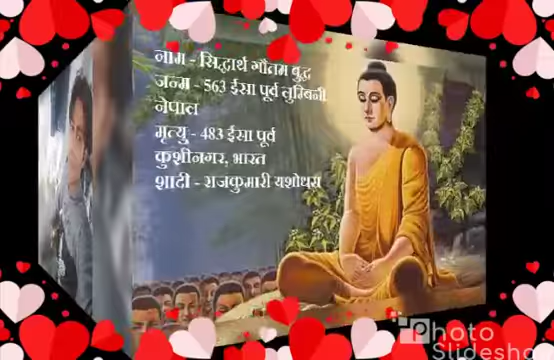 नाम - सिद्धार्थ गौतम बुद्ध
जन्म - 563 ईसा पूर्व लुम्बिनी
नेपाल
मृत्यु - 483 ईसा पूर्व
कुशीनगर, भारत
शादी - राजकुमारी यशोधरा
Photo
Slidesho